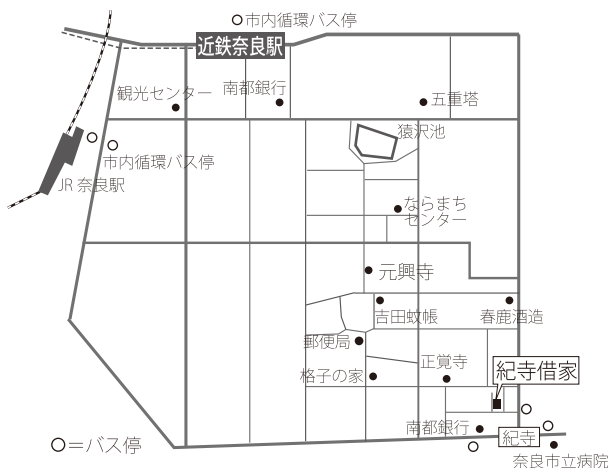 市内循環バス停
近鉄奈良駅
観光センター
南都銀行
五重塔
猿沢池
市内循環バス停
JR 奈良駅
ならまち
センター
元興寺
吉田蚊帳
春鹿酒造
郵便局
正覚寺
紀寺借家
格子の家
南都銀行
紀寺
○＝バス停
奈良市立病院